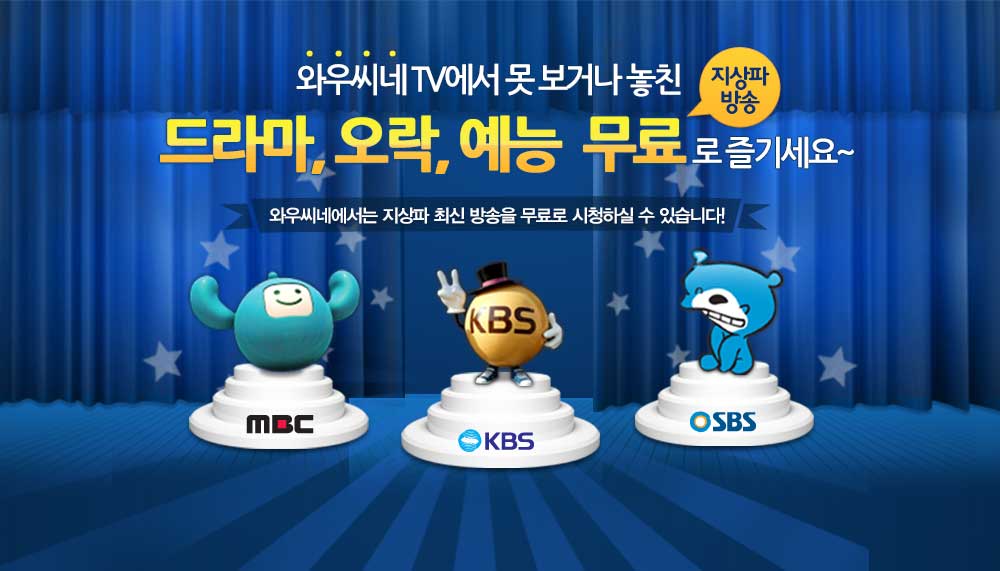 와우씨네 TV에서 못 보거나 놓친
지상파
방송
드라마, 오락, 예능 무료로 즐기세요~
와우씨네에서는 지상파 최신 방송을 무료로 시청하실 수 있습니다!
KBS
MBC
KBS
SBS